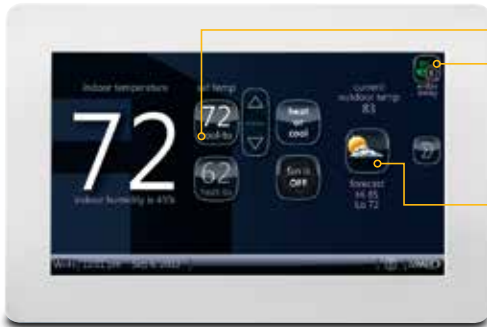 indoor temperature
72
indoor humidity is 45%
set temp
72
cool-to
62
heat-to
heat
or
cool
fan is
OFF
current
outdoor temp
83
forecast
Hi 85
Lo 72
away